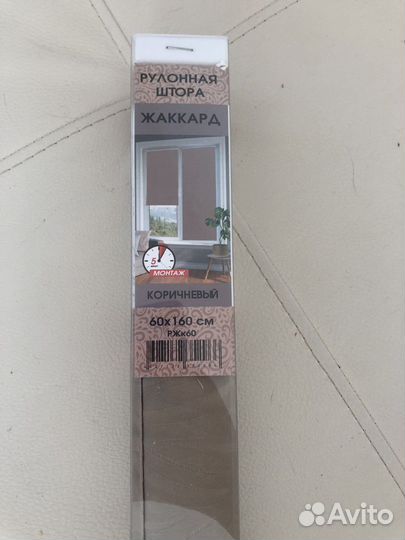 РУЛОННАЯ
ШТОРА
ЖАККАРД
5
МОНТАЖ
КОРИЧНЕВЫЙ
60х160 см
РЖк60
Avito